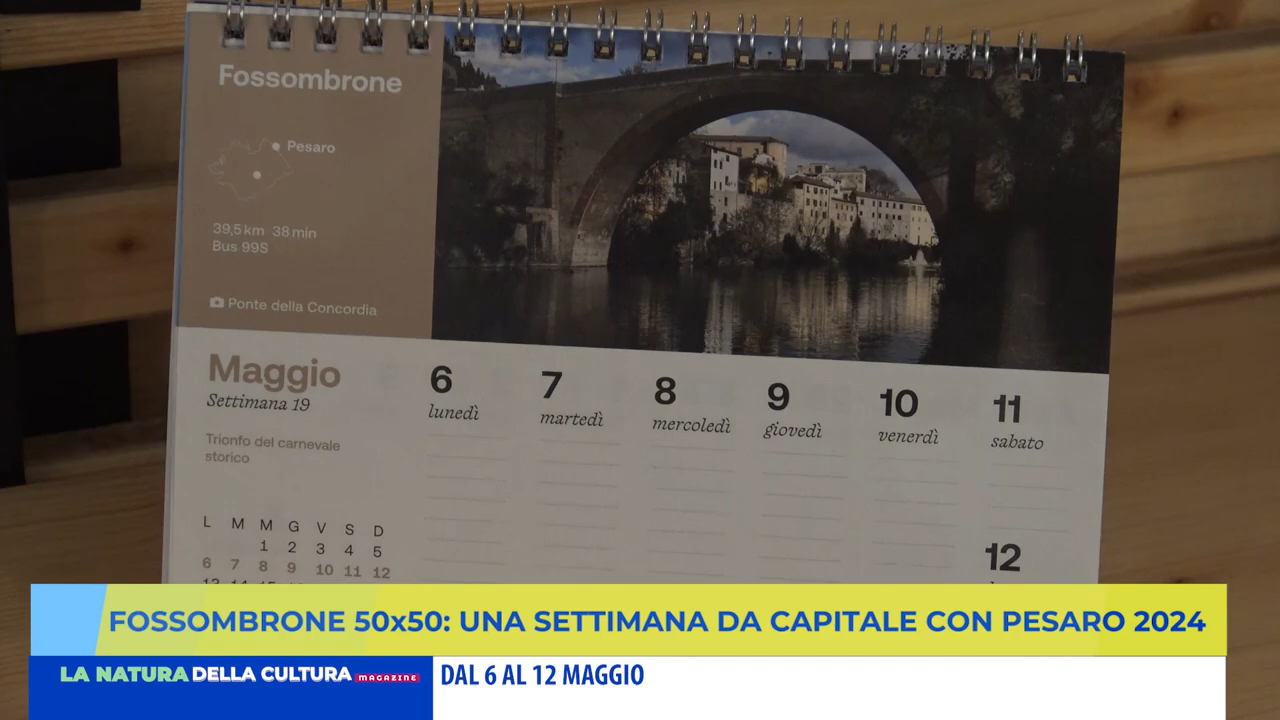 Fossombrone
Pesaro
39,5 km 38 min
Bus 99S
Ponte della Concordia
Maggio
Settimana 19
Trionfo del carnevale
storico
6
lunedì
7
martedì
8
mercoledì
9
giovedì
10
venerdì
11
sabato
12
L M M G V S D
1 2 3 4 5
6 7 8 9 10 11 12
FOSSOMBRONE 50x50: UNA SETTIMANA DA CAPITALE CON PESARO 2024
LA NATURA DELLA CULTURA MAGAZINE
DAL 6 AL 12 MAGGIO